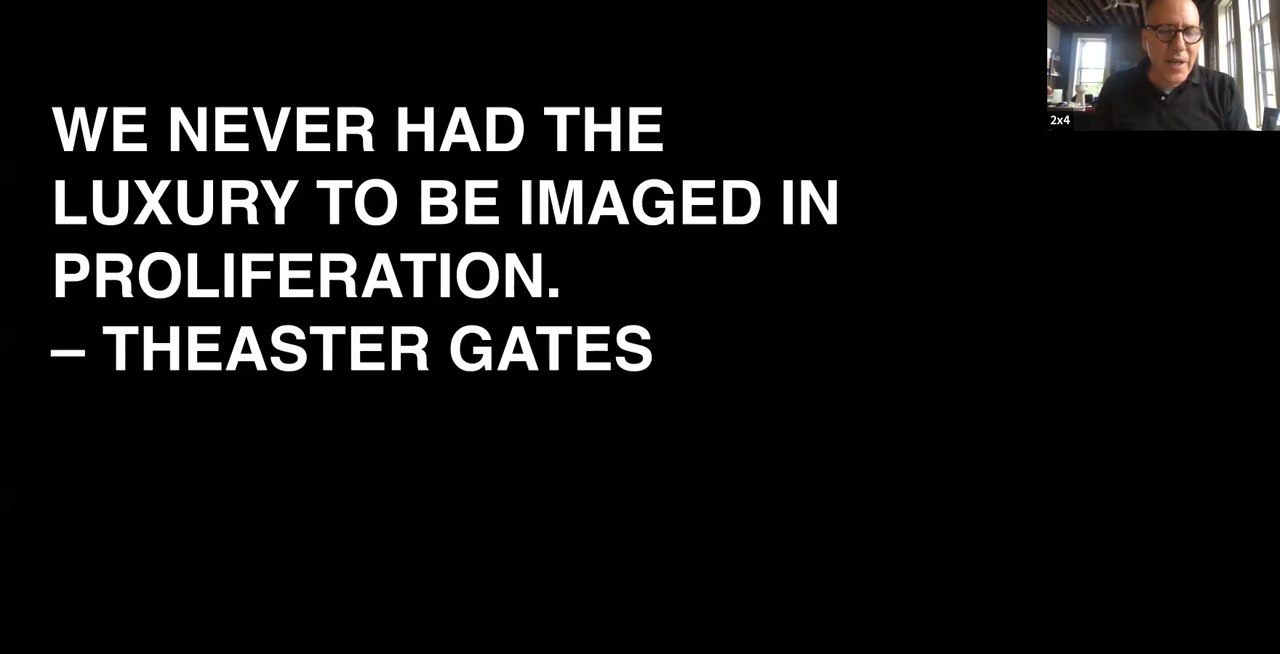 WE NEVER HAD THE
LUXURY TO BE IMAGED IN
PROLIFERATION.
– THEASTER GATES
2x4